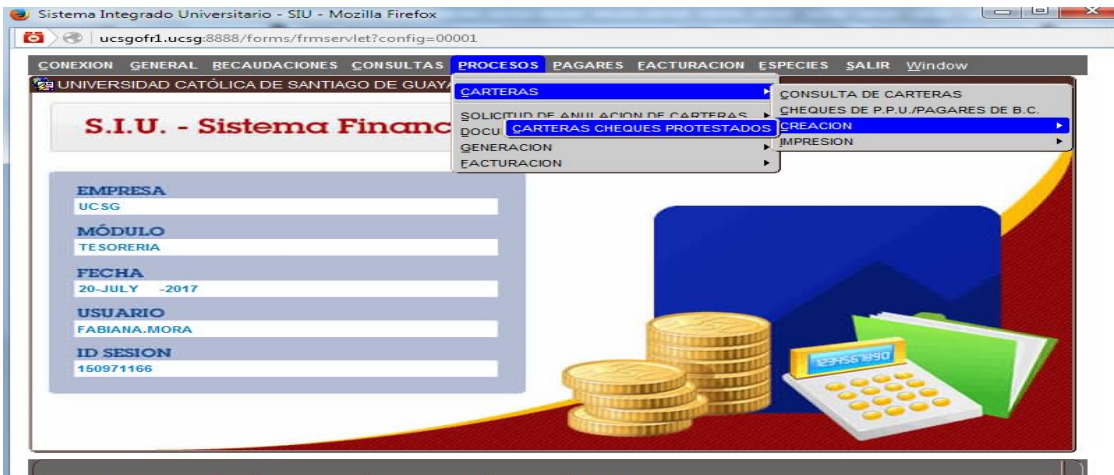 Sistema Integrado Universitario - SIU - Mozilla Firefox
ucsgofr1.ucsg:8888/forms/frmservlet?config=00001
CONEXION GENERAL RECAUDACIONES CONSULTAS PROCESOS PAGARES FACTURACION ESPECIES SALIR Window
UNIVERSIDAD CATÓLICA DE SANTIAGO DE GUAY
CARTERAS
SOLICITUD DE ANULACION DE CARTERAS
DOCU
GENERACION
FACTURACION
CARTERAS CHEQUES PROTESTADOS
CONSULTA DE CARTERAS
CHEQUES DE P.P.U./PAGARES DE B.C.
CREACION
IMPRESION
S.I.U. - Sistema Financ
EMPRESA
UCSG
MÓDULO
TESORERIA
FECHA
20-JULY -2017
USUARIO
FABIANA.MORA
ID SESION
150971166
1234567890